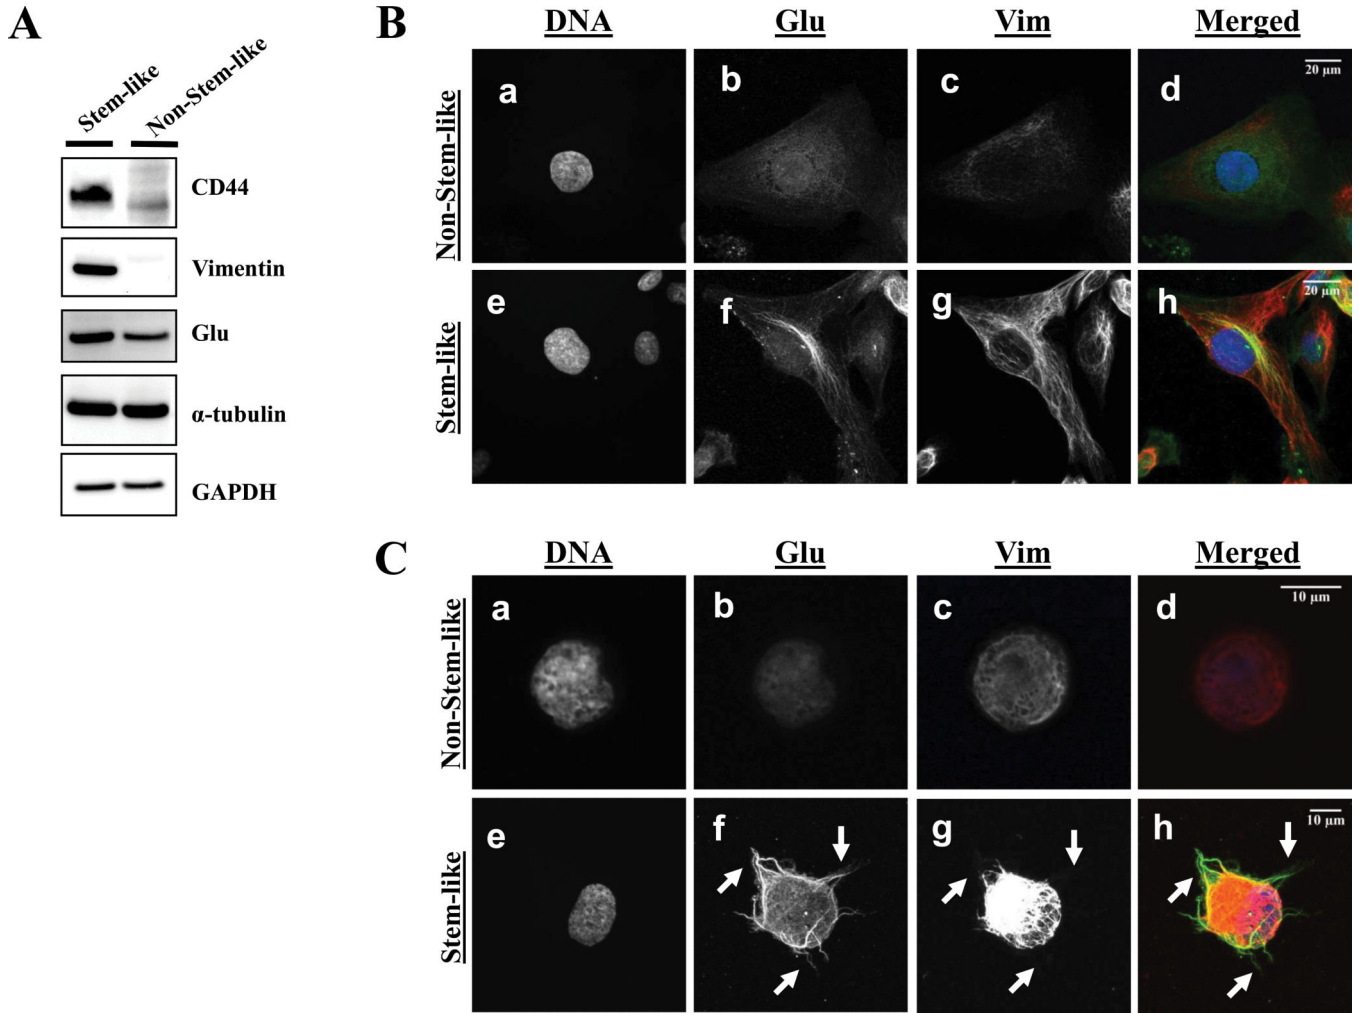 A
Stem-like
Non-Stem-like
CD44
Vimentin
Glu
α-tubulin
GAPDH
B
DNA
Glu
Vim
Merged
Non-Stem-like
a
b
c
d
20 µm
Stem-like
e
f
g
h
20 µm
C
DNA
Glu
Vim
Merged
Non-Stem-like
a
b
c
d
10 µm
Stem-like
e
f
g
h
10 µm